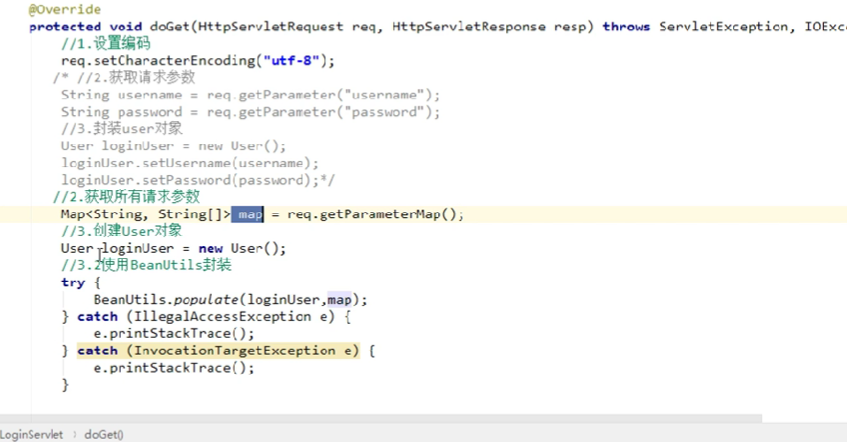 @Override
protected void doGet(HttpServletRequest req, HttpServletResponse resp) throws ServletException, IOExce
//1.设置编码
req.setCharacterEncoding("utf-8");
/* //2.获取请求参数
String username = req.getParameter("username");
String password = req.getParameter("password");
//3.封装user对象
User loginUser = new User();
loginUser.setUsername(username);
loginUser.setPassword(password);*/
//2.获取所有请求参数
Map<String, String[]> map = req.getParameterMap();
//3.创建User对象
User loginUser = new User();
//3.2使用BeanUtils封装
try {
BeanUtils.populate(loginUser,map);
} catch (IllegalAccessException e) {
e.printStackTrace();
} catch (InvocationTargetException e) {
e.printStackTrace();
}
LoginServlet › doGet()